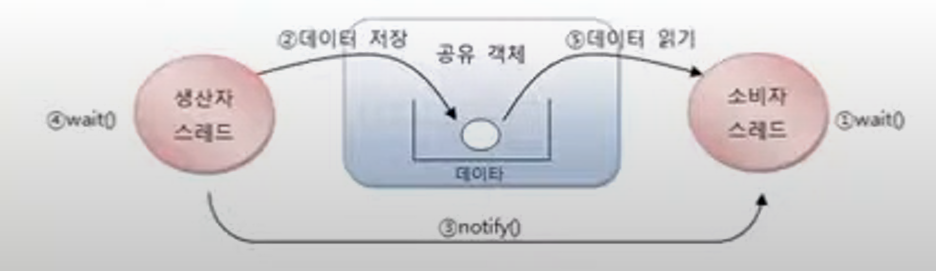 ②데이터 저장
⑤데이터 읽기
공유 객체
생산자
스레드
④wait()
소비자
스레드
①wait()
데이타
③notify()